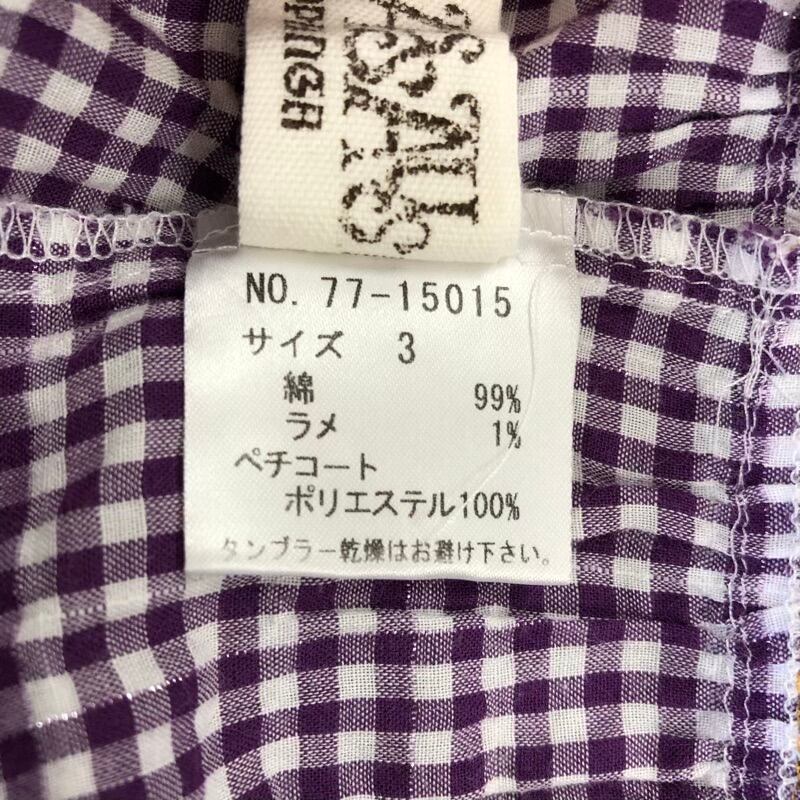 NO. 77-15015
サイズ 3
綿 99%
ラメ 1%
ペチコート
ポリエステル100%
タンブラー乾燥はお避け下さい。